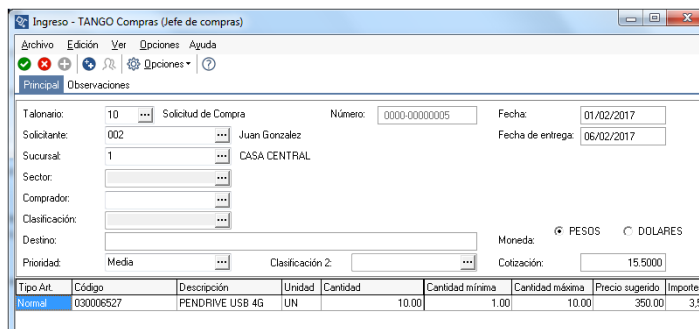 Ingreso - TANGO Compras (Jefe de compras)
Archivo Edición Ver Opciones Ayuda
Opciones
Principal Observaciones
Talonario: 10 Solicitud de Compra Número: 0000-00000005 Fecha: 01/02/2017
Solicitante: 002 Juan Gonzalez Fecha de entrega: 06/02/2017
Sucursal: 1 CASA CENTRAL
Sector:
Comprador:
Clasificación:
Destino: Moneda: PESOS DOLARES
Prioridad: Media Clasificación 2: Cotización: 15.5000
Tipo Art. Código Descripción Unidad Cantidad Cantidad mínima Cantidad máxima Precio sugerido Importe
Normal 030006527 PENDRIVE USB 4G UN 10.00 1.00 10.00 350.00 3,5